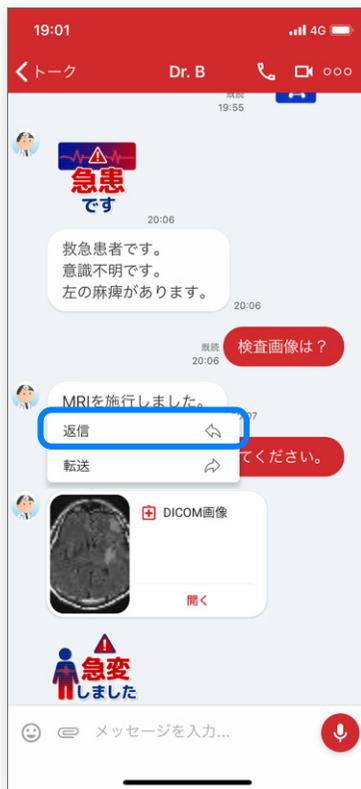 19:01
4G
トーク
Dr. B
既読
19:55
急患
です
20:06
救急患者です。
意識不明です。
左の麻痺があります。
20:06
既読
20:06
検査画像は？
MRIを施行しました。
07
返信
転送
てください。
DICOM画像
開く
急変
しました
メッセージを入力...